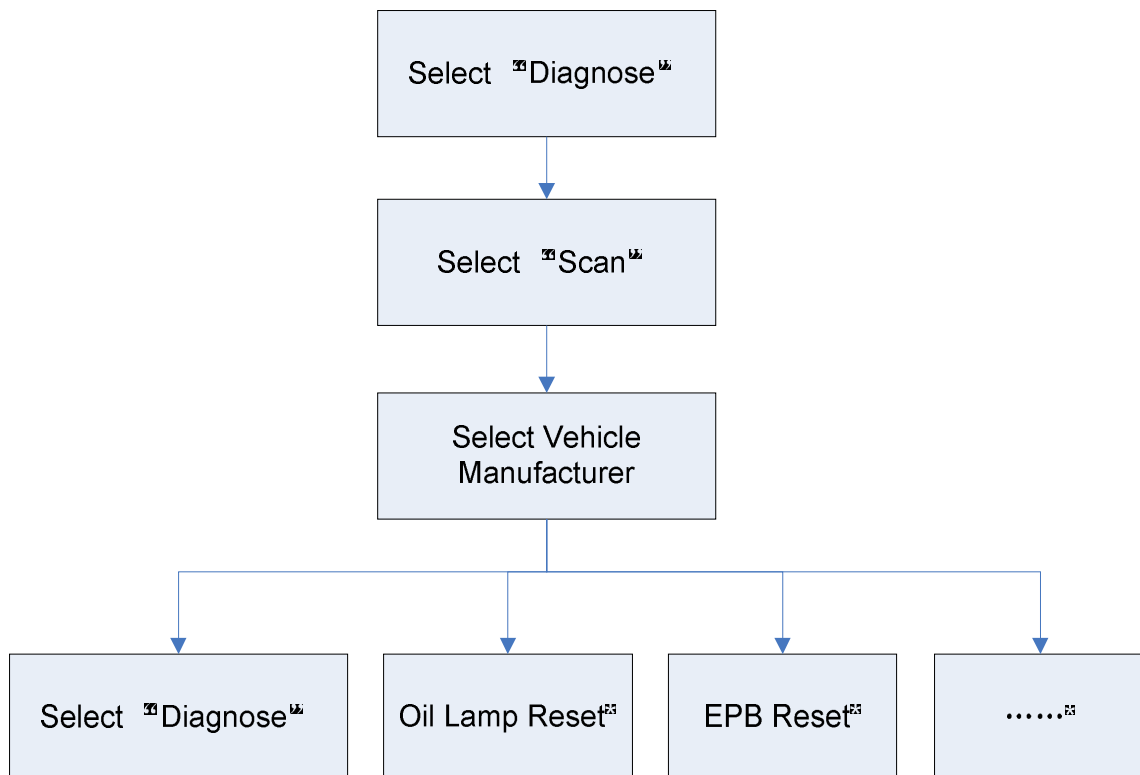 Select “Diagnose”
Select “Scan”
Select Vehicle
Manufacturer
Select “Diagnose”
Oil Lamp Reset※
EPB Reset※
……※